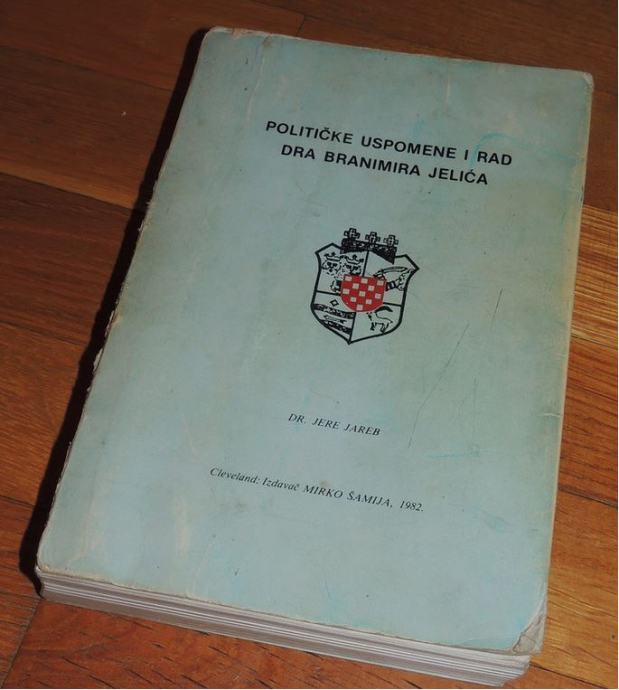 POLITIČKE USPOMENE I RAD
DRA BRANIMIRA JELIĆA
DR. JERE JAREB
Cleveland: Izdavač MIRKO ŠAMIJA, 1982.